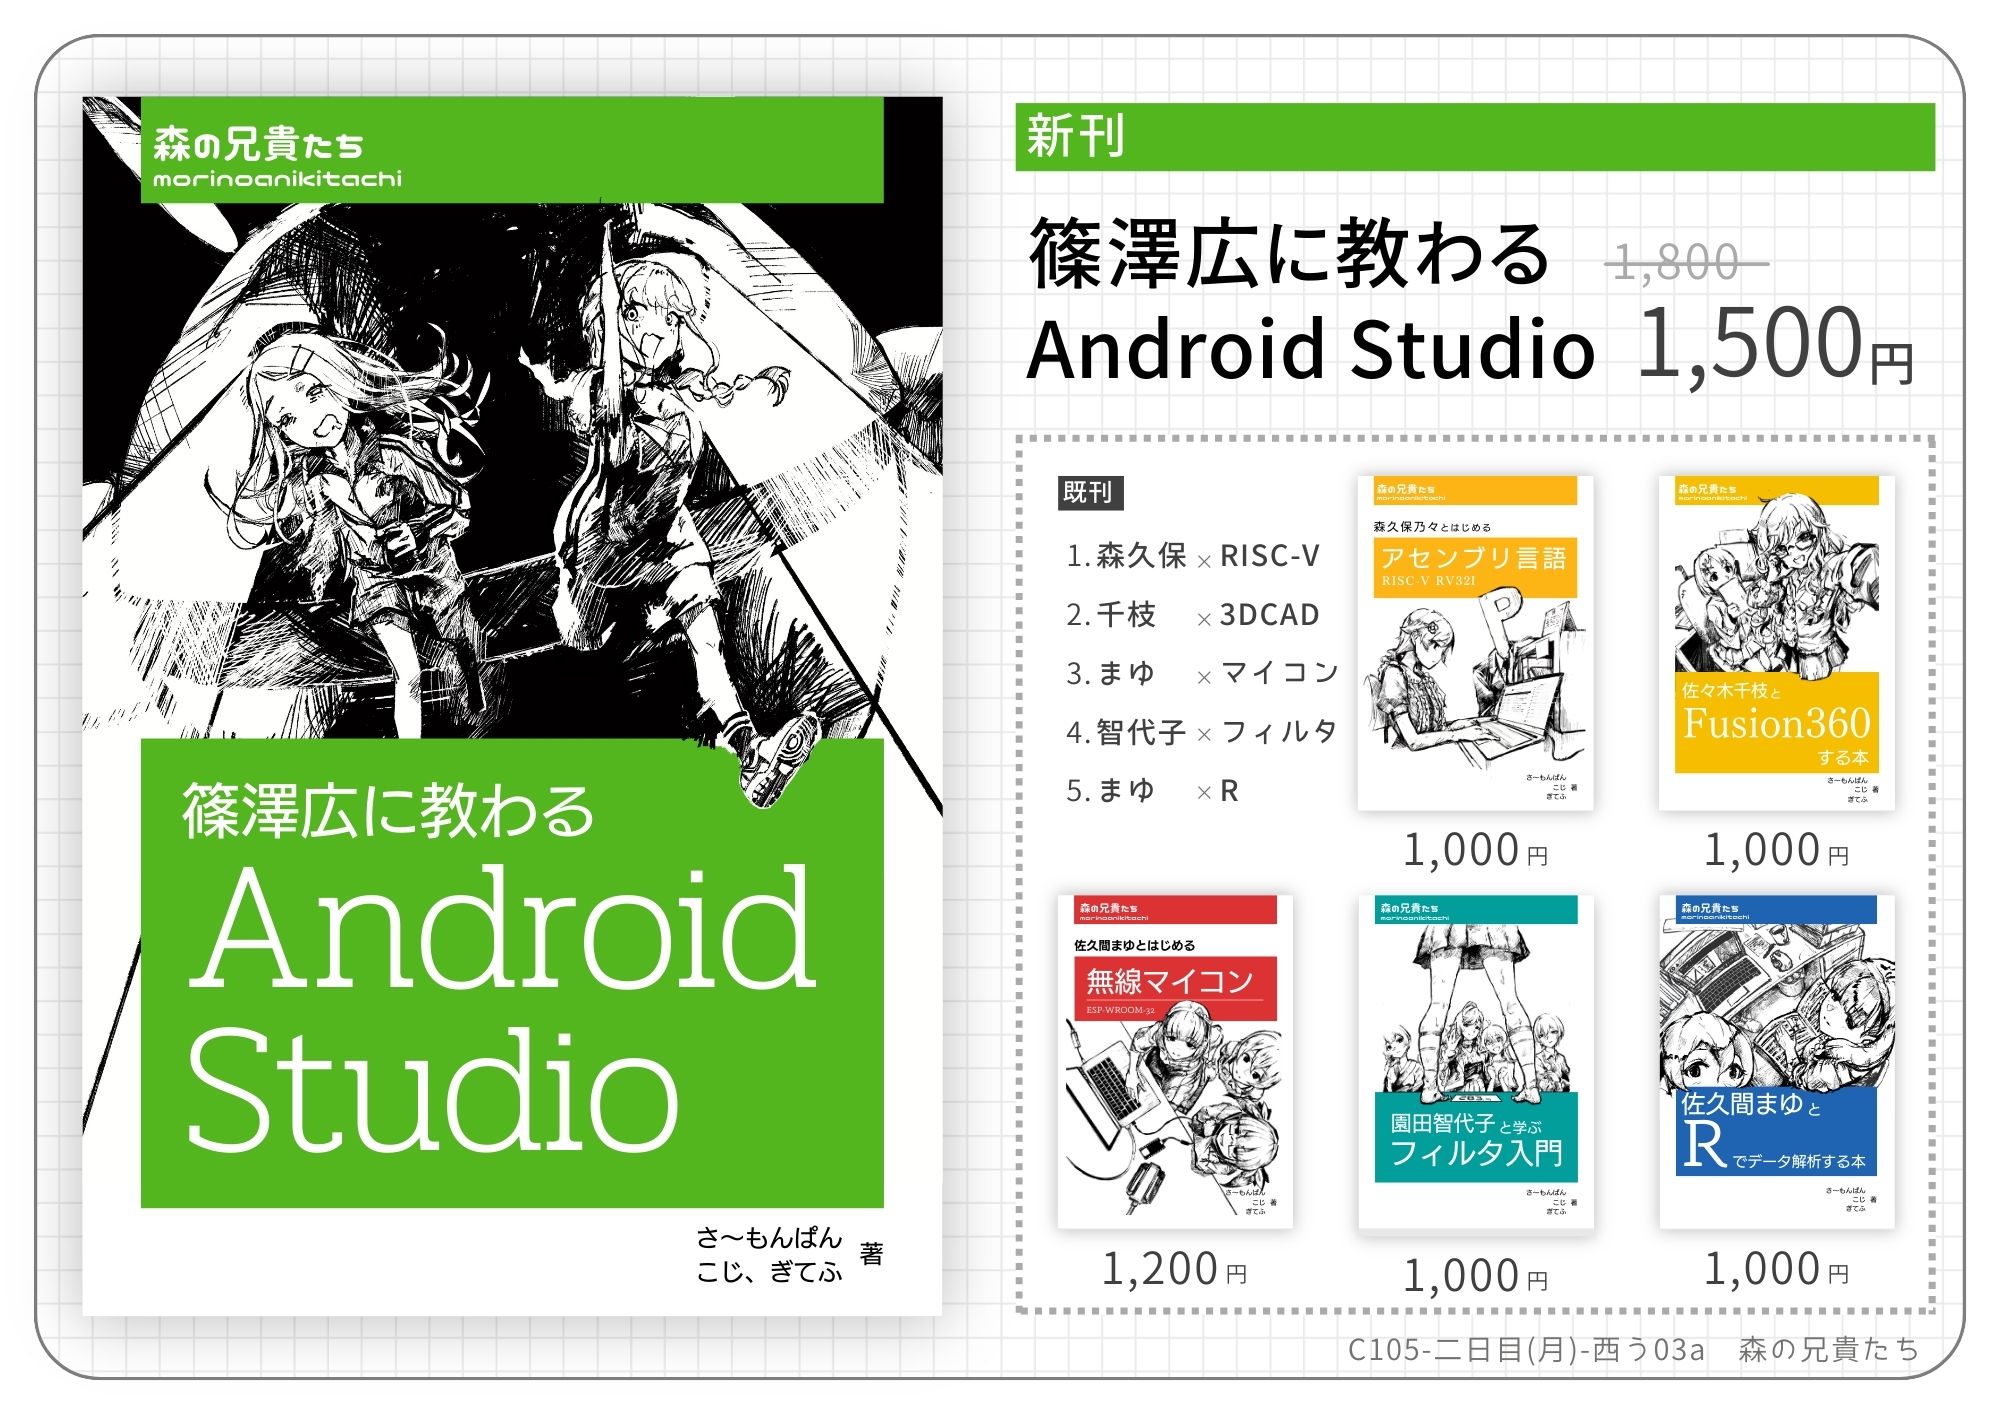 森の兄貴たち
morinoanikitachi
篠澤広に教わる
Android
Studio
さ～もんぱん
こじ、ぎてふ
著
新刊
篠澤広に教わる
1,800
Android Studio
1,500円
既刊
1. 森久保 × RISC-V
2. 千枝 × 3DCAD
3. まゆ × マイコン
4. 智代子 × フィルタ
5. まゆ × R
森の兄貴たち
morinoanikitachi
森久保乃々とはじめる
アセンブリ言語
RISC-V RV32I
P
さ～もんぱん
こじ 著
ぎてふ
1,000円
森の兄貴たち
morinoanikitachi
佐々木千枝と
Fusion360
する本
さ～もんぱん
こじ 著
ぎてふ
1,000円
森の兄貴たち
morinoanikitachi
佐久間まゆとはじめる
無線マイコン
ESP-WROOM-32
さ～もんぱん
こじ 著
ぎてふ
1,200円
森の兄貴たち
morinoanikitachi
園田智代子と学ぶ
フィルタ入門
さ～もんぱん
こじ 著
ぎてふ
1,000円
森の兄貴たち
morinoanikitachi
佐久間まゆと
Rでデータ解析する本
さ～もんぱん
こじ 著
ぎてふ
1,000円
C105-二日目(月)-西う03a 森の兄貴たち